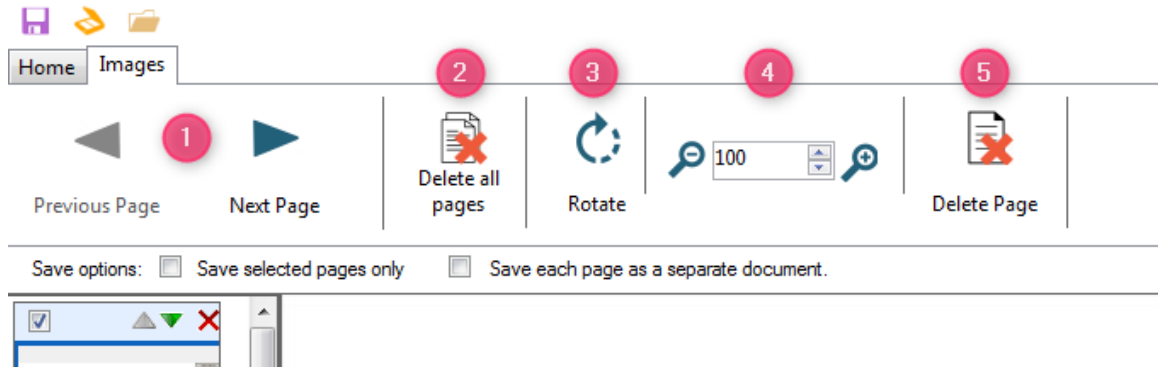 Home Images
2 3 4 5
1
100
Delete all
pages
Previous Page Next Page Rotate Delete Page
Save options: Save selected pages only Save each page as a separate document.